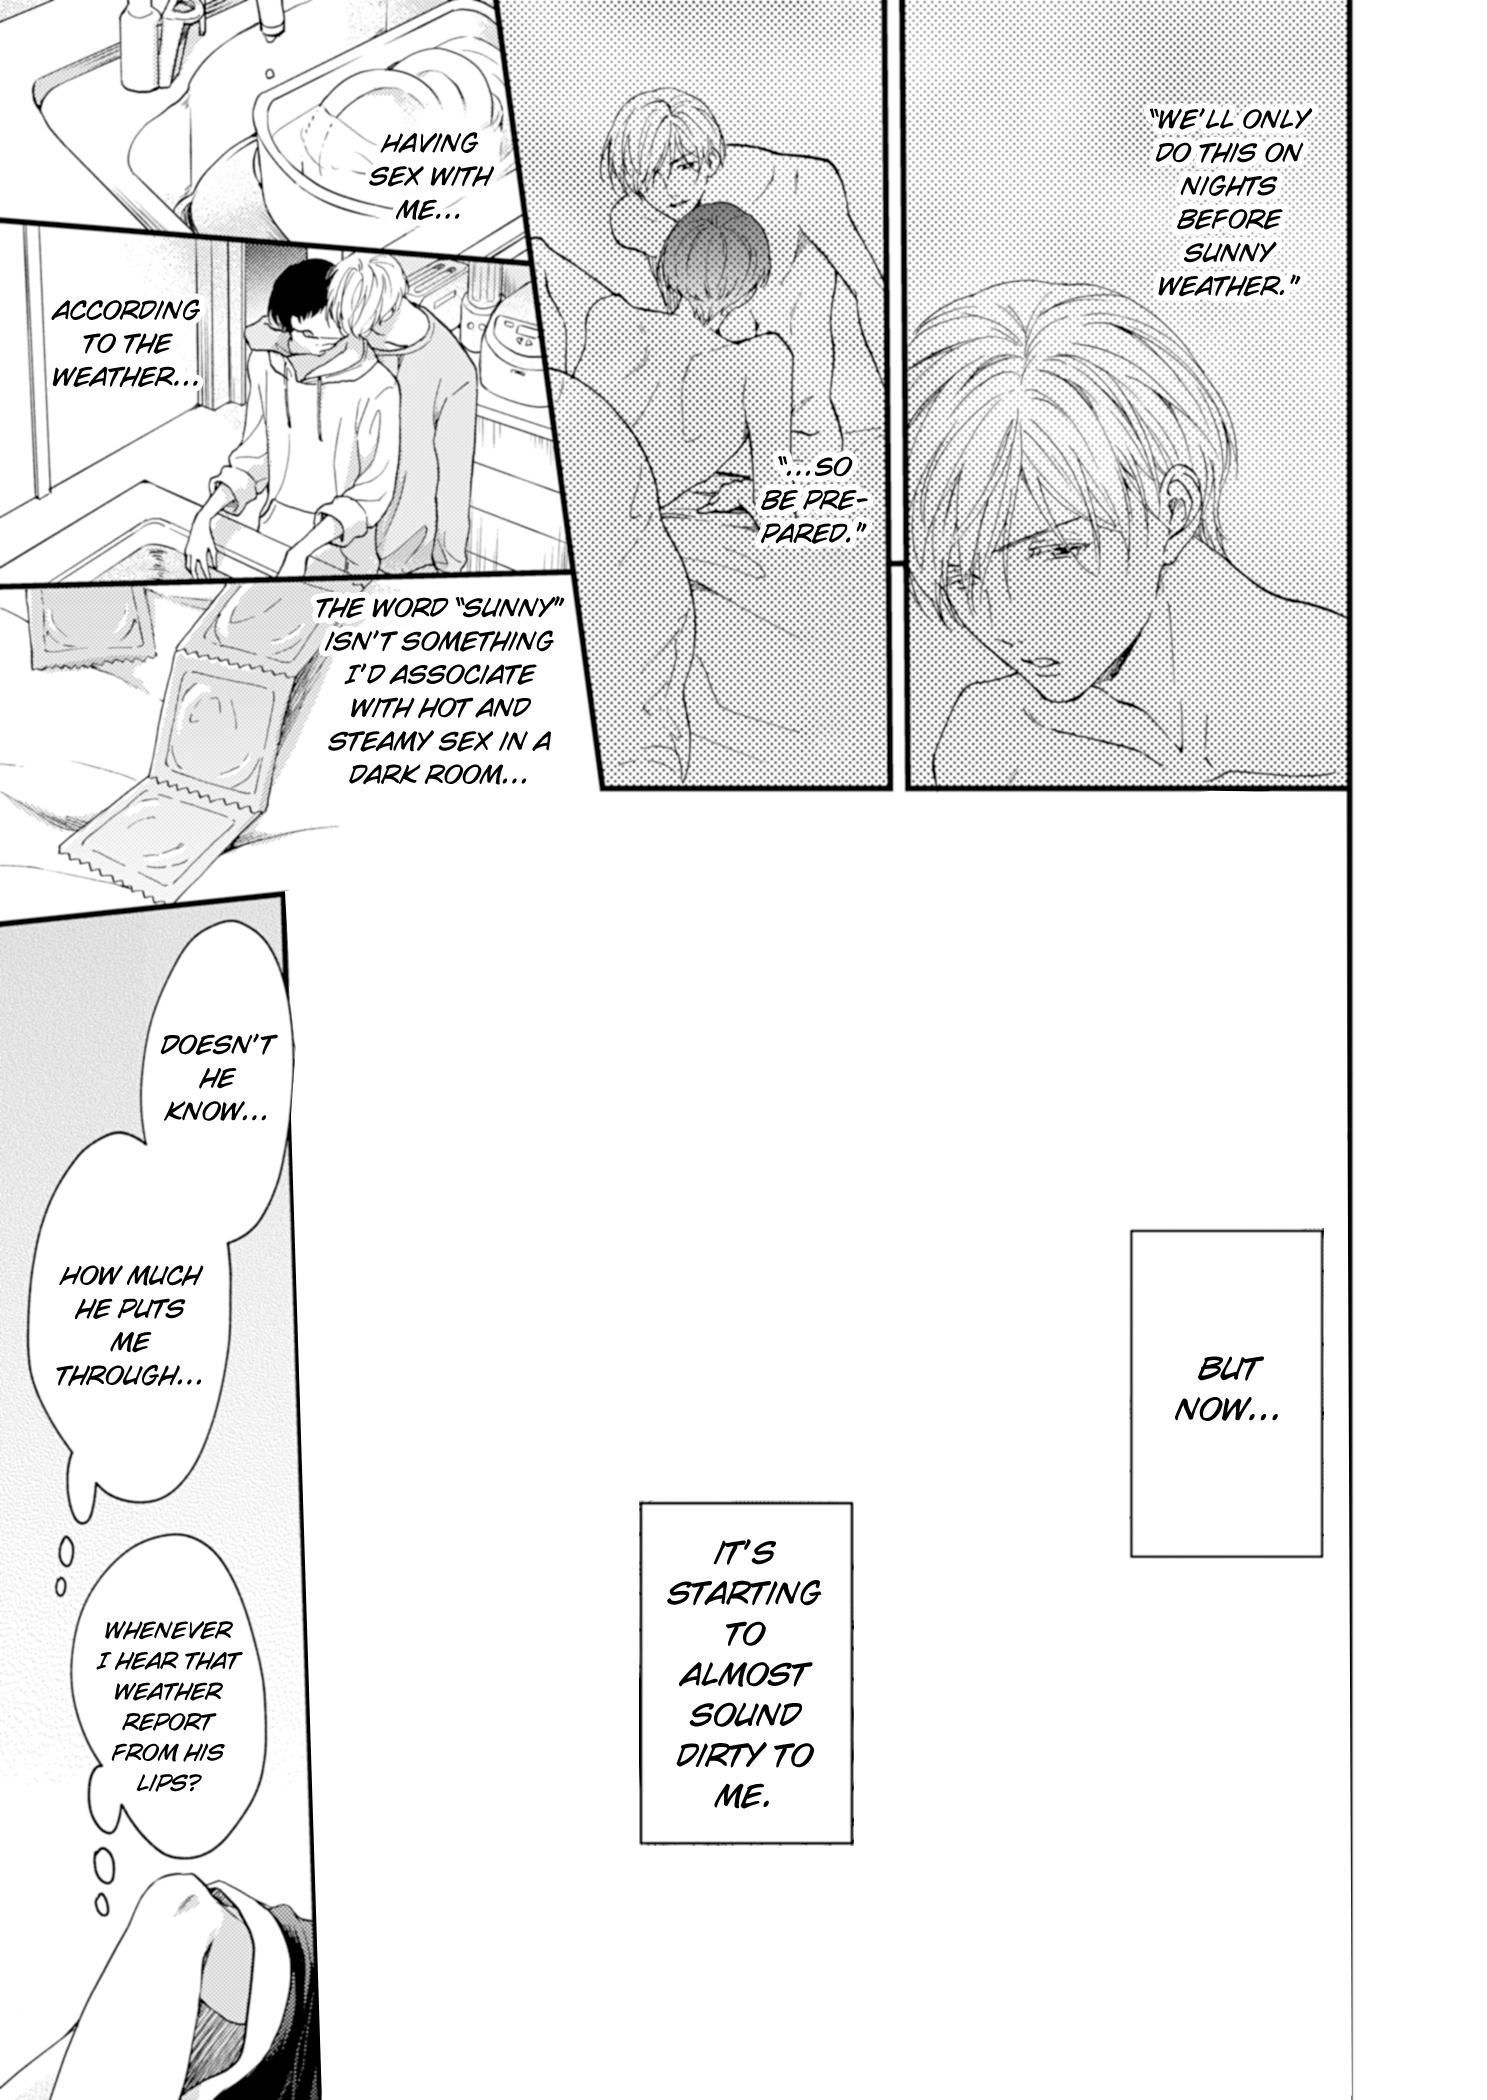 "WE'LL ONLY
DO THIS ON
NIGHTS
BEFORE
SUNNY
WEATHER."
"...SO
BE PRE-
PARED."
HAVING
SEX WITH
ME...
ACCORDING
TO THE
WEATHER...
THE WORD "SUNNY"
ISN'T SOMETHING
I'D ASSOCIATE
WITH HOT AND
STEAMY SEX IN A
DARK ROOM...
BUT
NOW...
IT'S
STARTING
TO
ALMOST
SOUND
DIRTY TO
ME.
DOESN'T
HE
KNOW...
HOW MUCH
HE PUTS
ME
THROUGH...
WHENEVER
I HEAR THAT
WEATHER
REPORT
FROM HIS
LIPS?